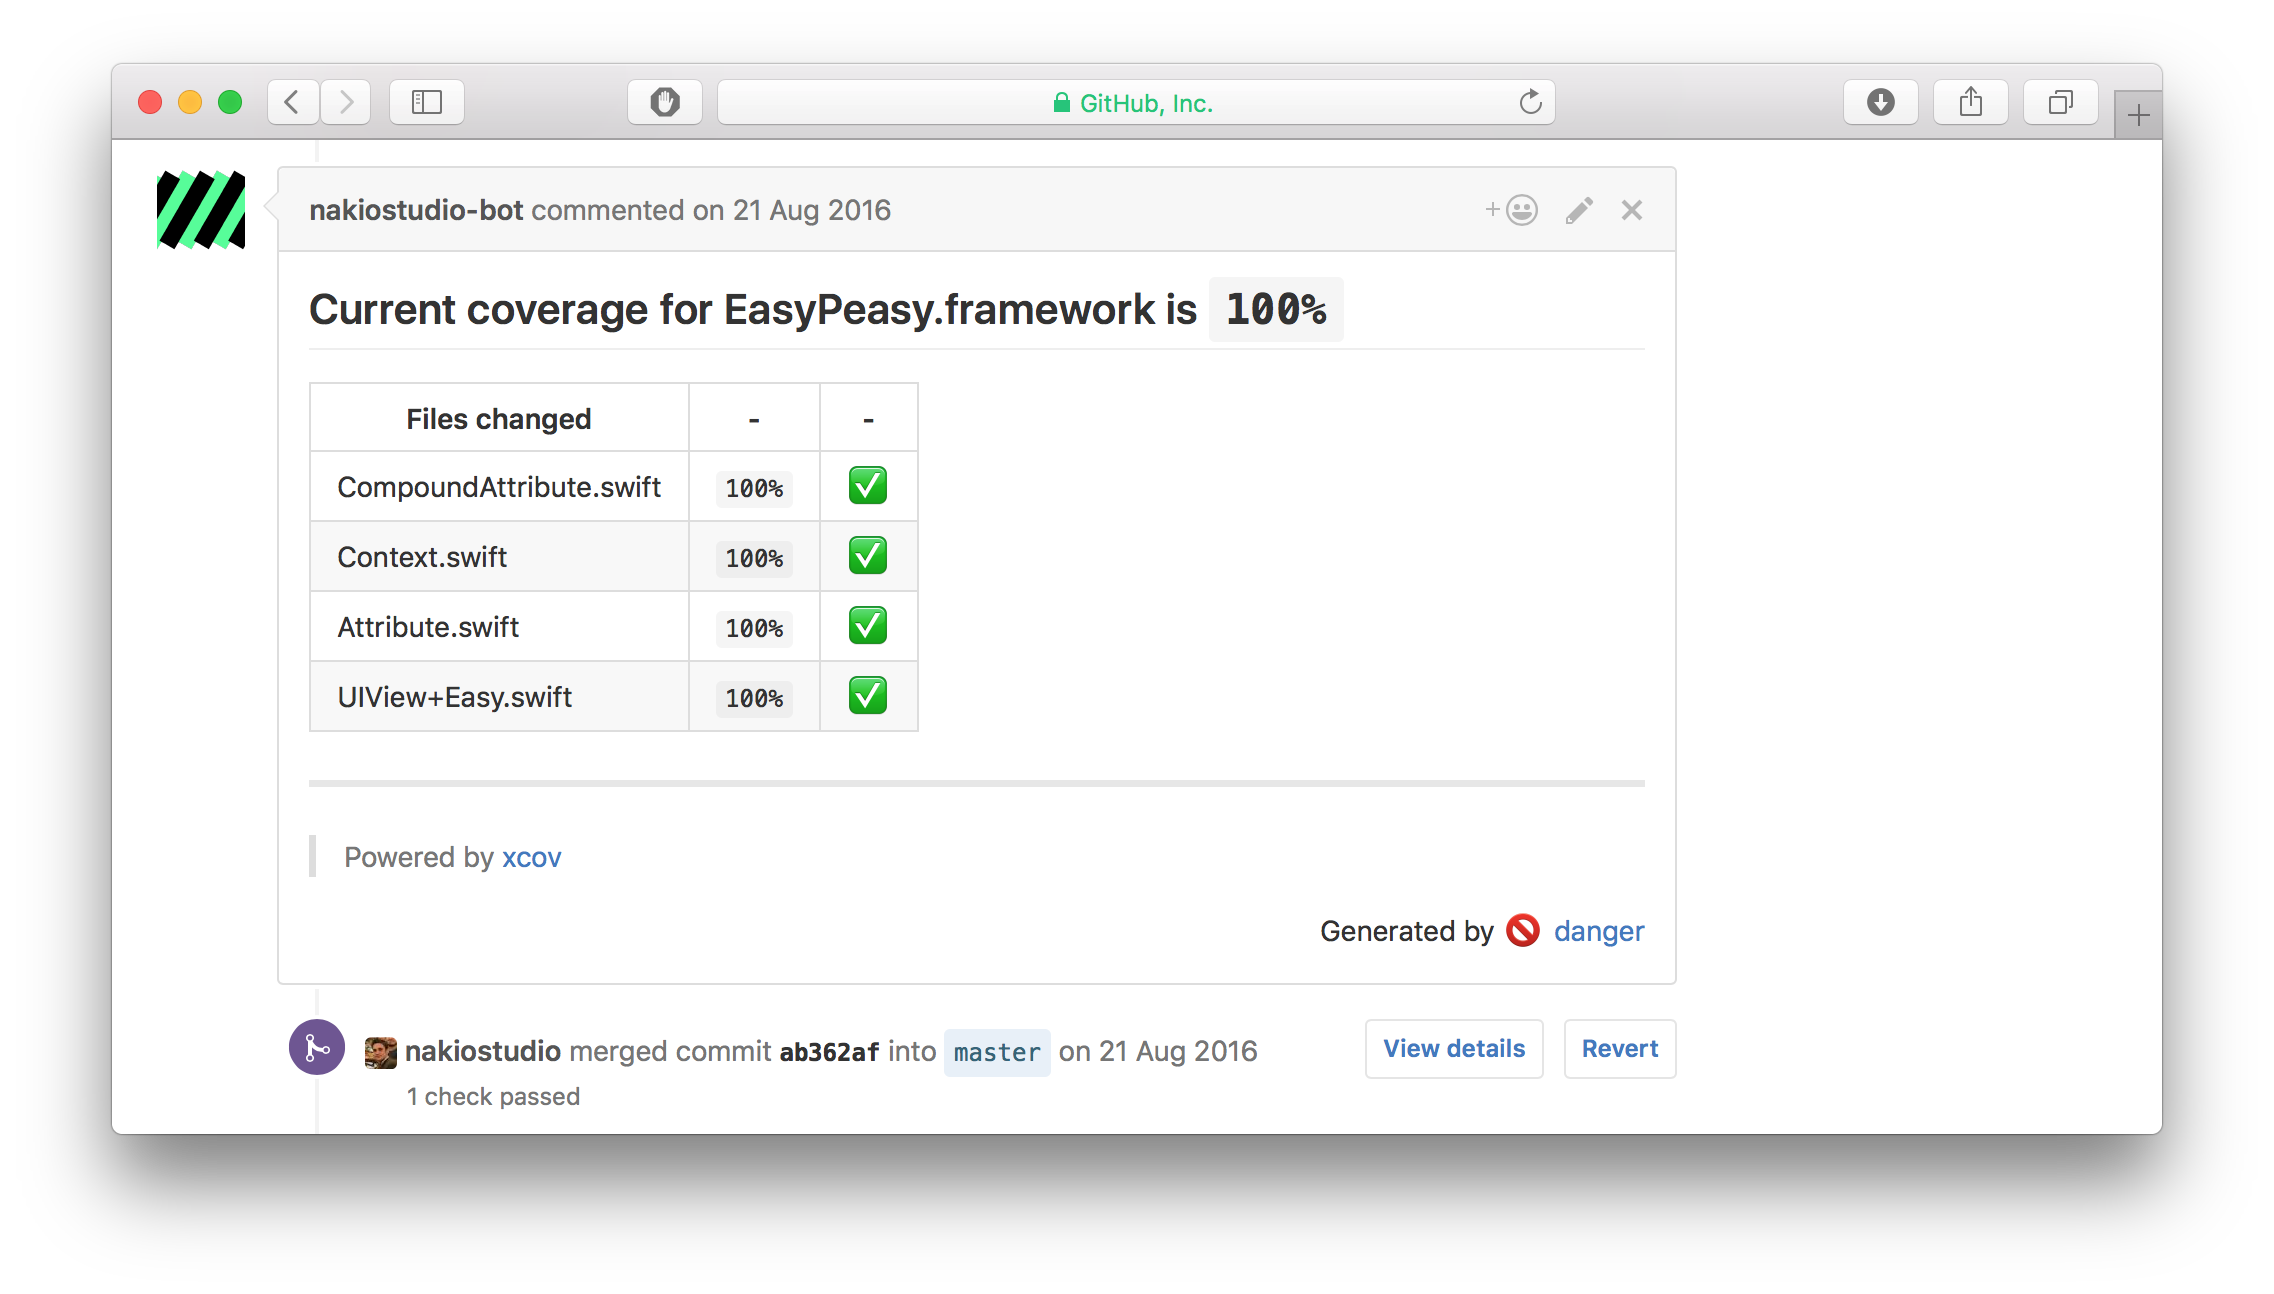 GitHub, Inc.
nakiostudio-bot commented on 21 Aug 2016
Current coverage for EasyPeasy.framework is 100%
Files changed - -
CompoundAttribute.swift 100% ✅
Context.swift 100% ✅
Attribute.swift 100% ✅
UIView+Easy.swift 100% ✅
Powered by xcov
Generated by 🚫 danger
nakiostudio merged commit ab362af into master on 21 Aug 2016
View details
Revert
1 check passed